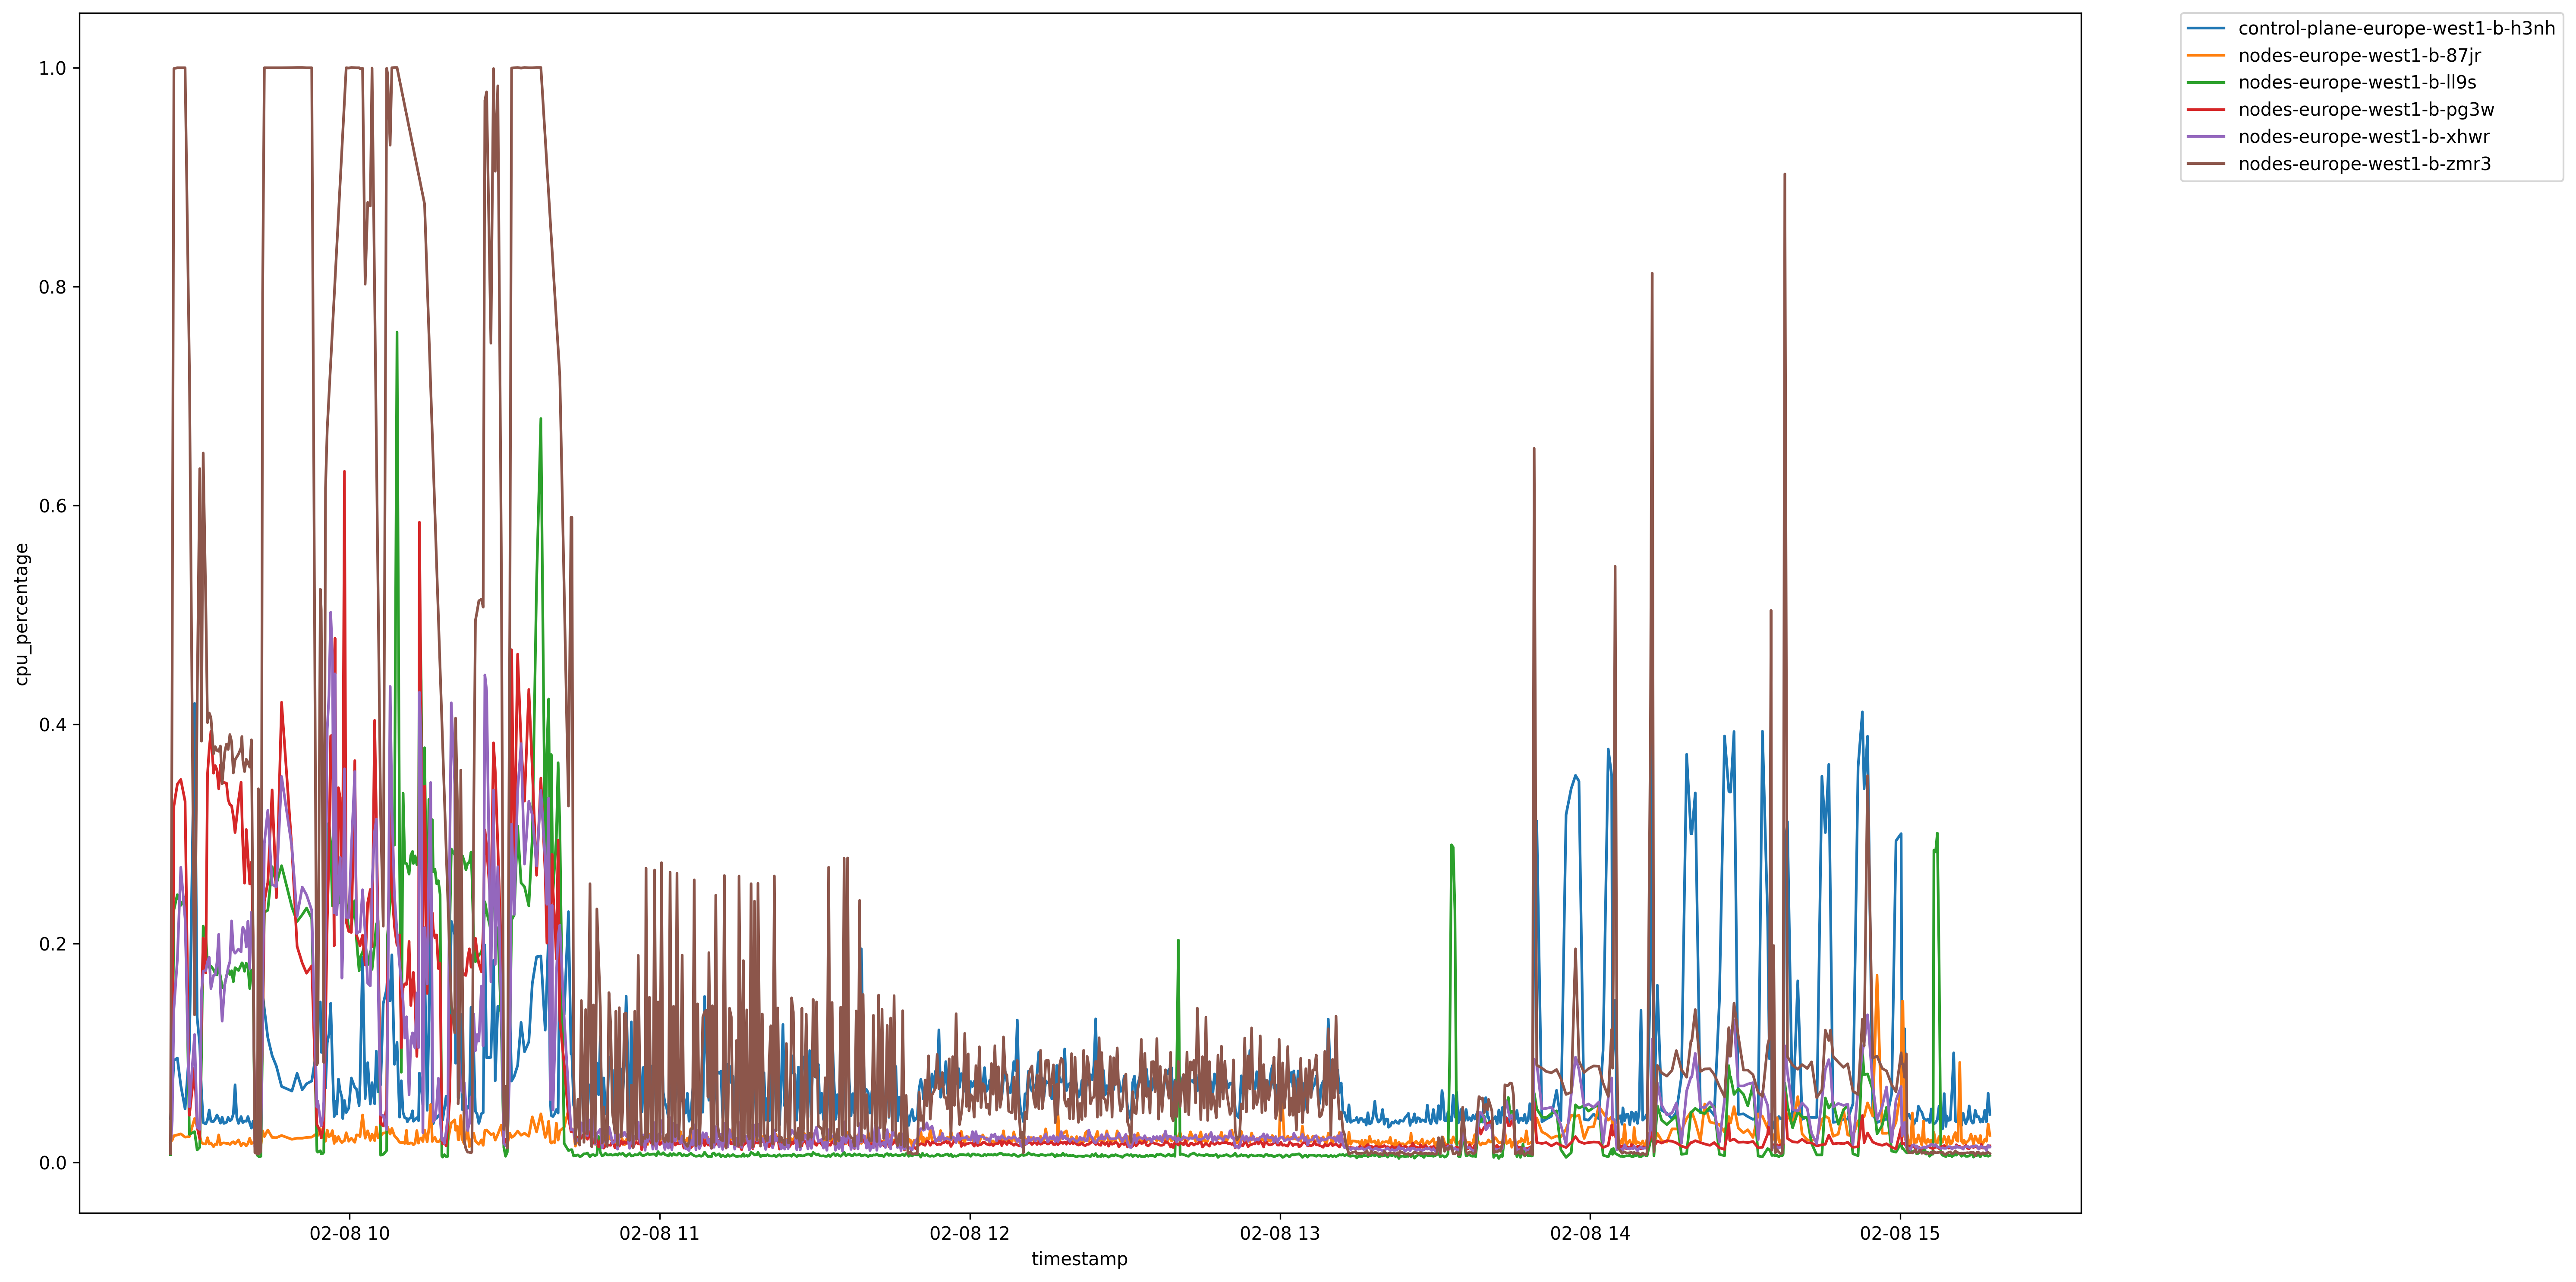 control-plane-europe-west1-b-h3nh
nodes-europe-west1-b-87jr
nodes-europe-west1-b-ll9s
nodes-europe-west1-b-pg3w
nodes-europe-west1-b-xhwr
nodes-europe-west1-b-zmr3
1.0
0.8
0.6
0.4
0.2
0.0
cpu_percentage
02-08 10
02-08 11
02-08 12
02-08 13
02-08 14
02-08 15
timestamp